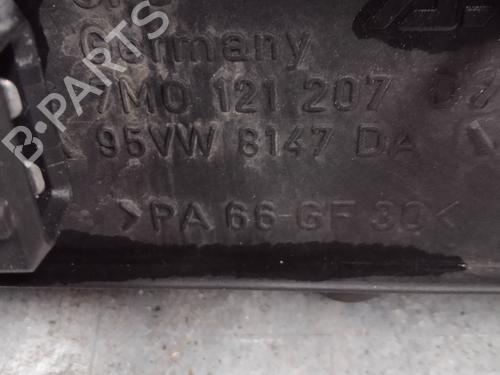 Germany
7M0 121 207
95VW 8147 DA
>PA 66-GF 30<
B-PARTS